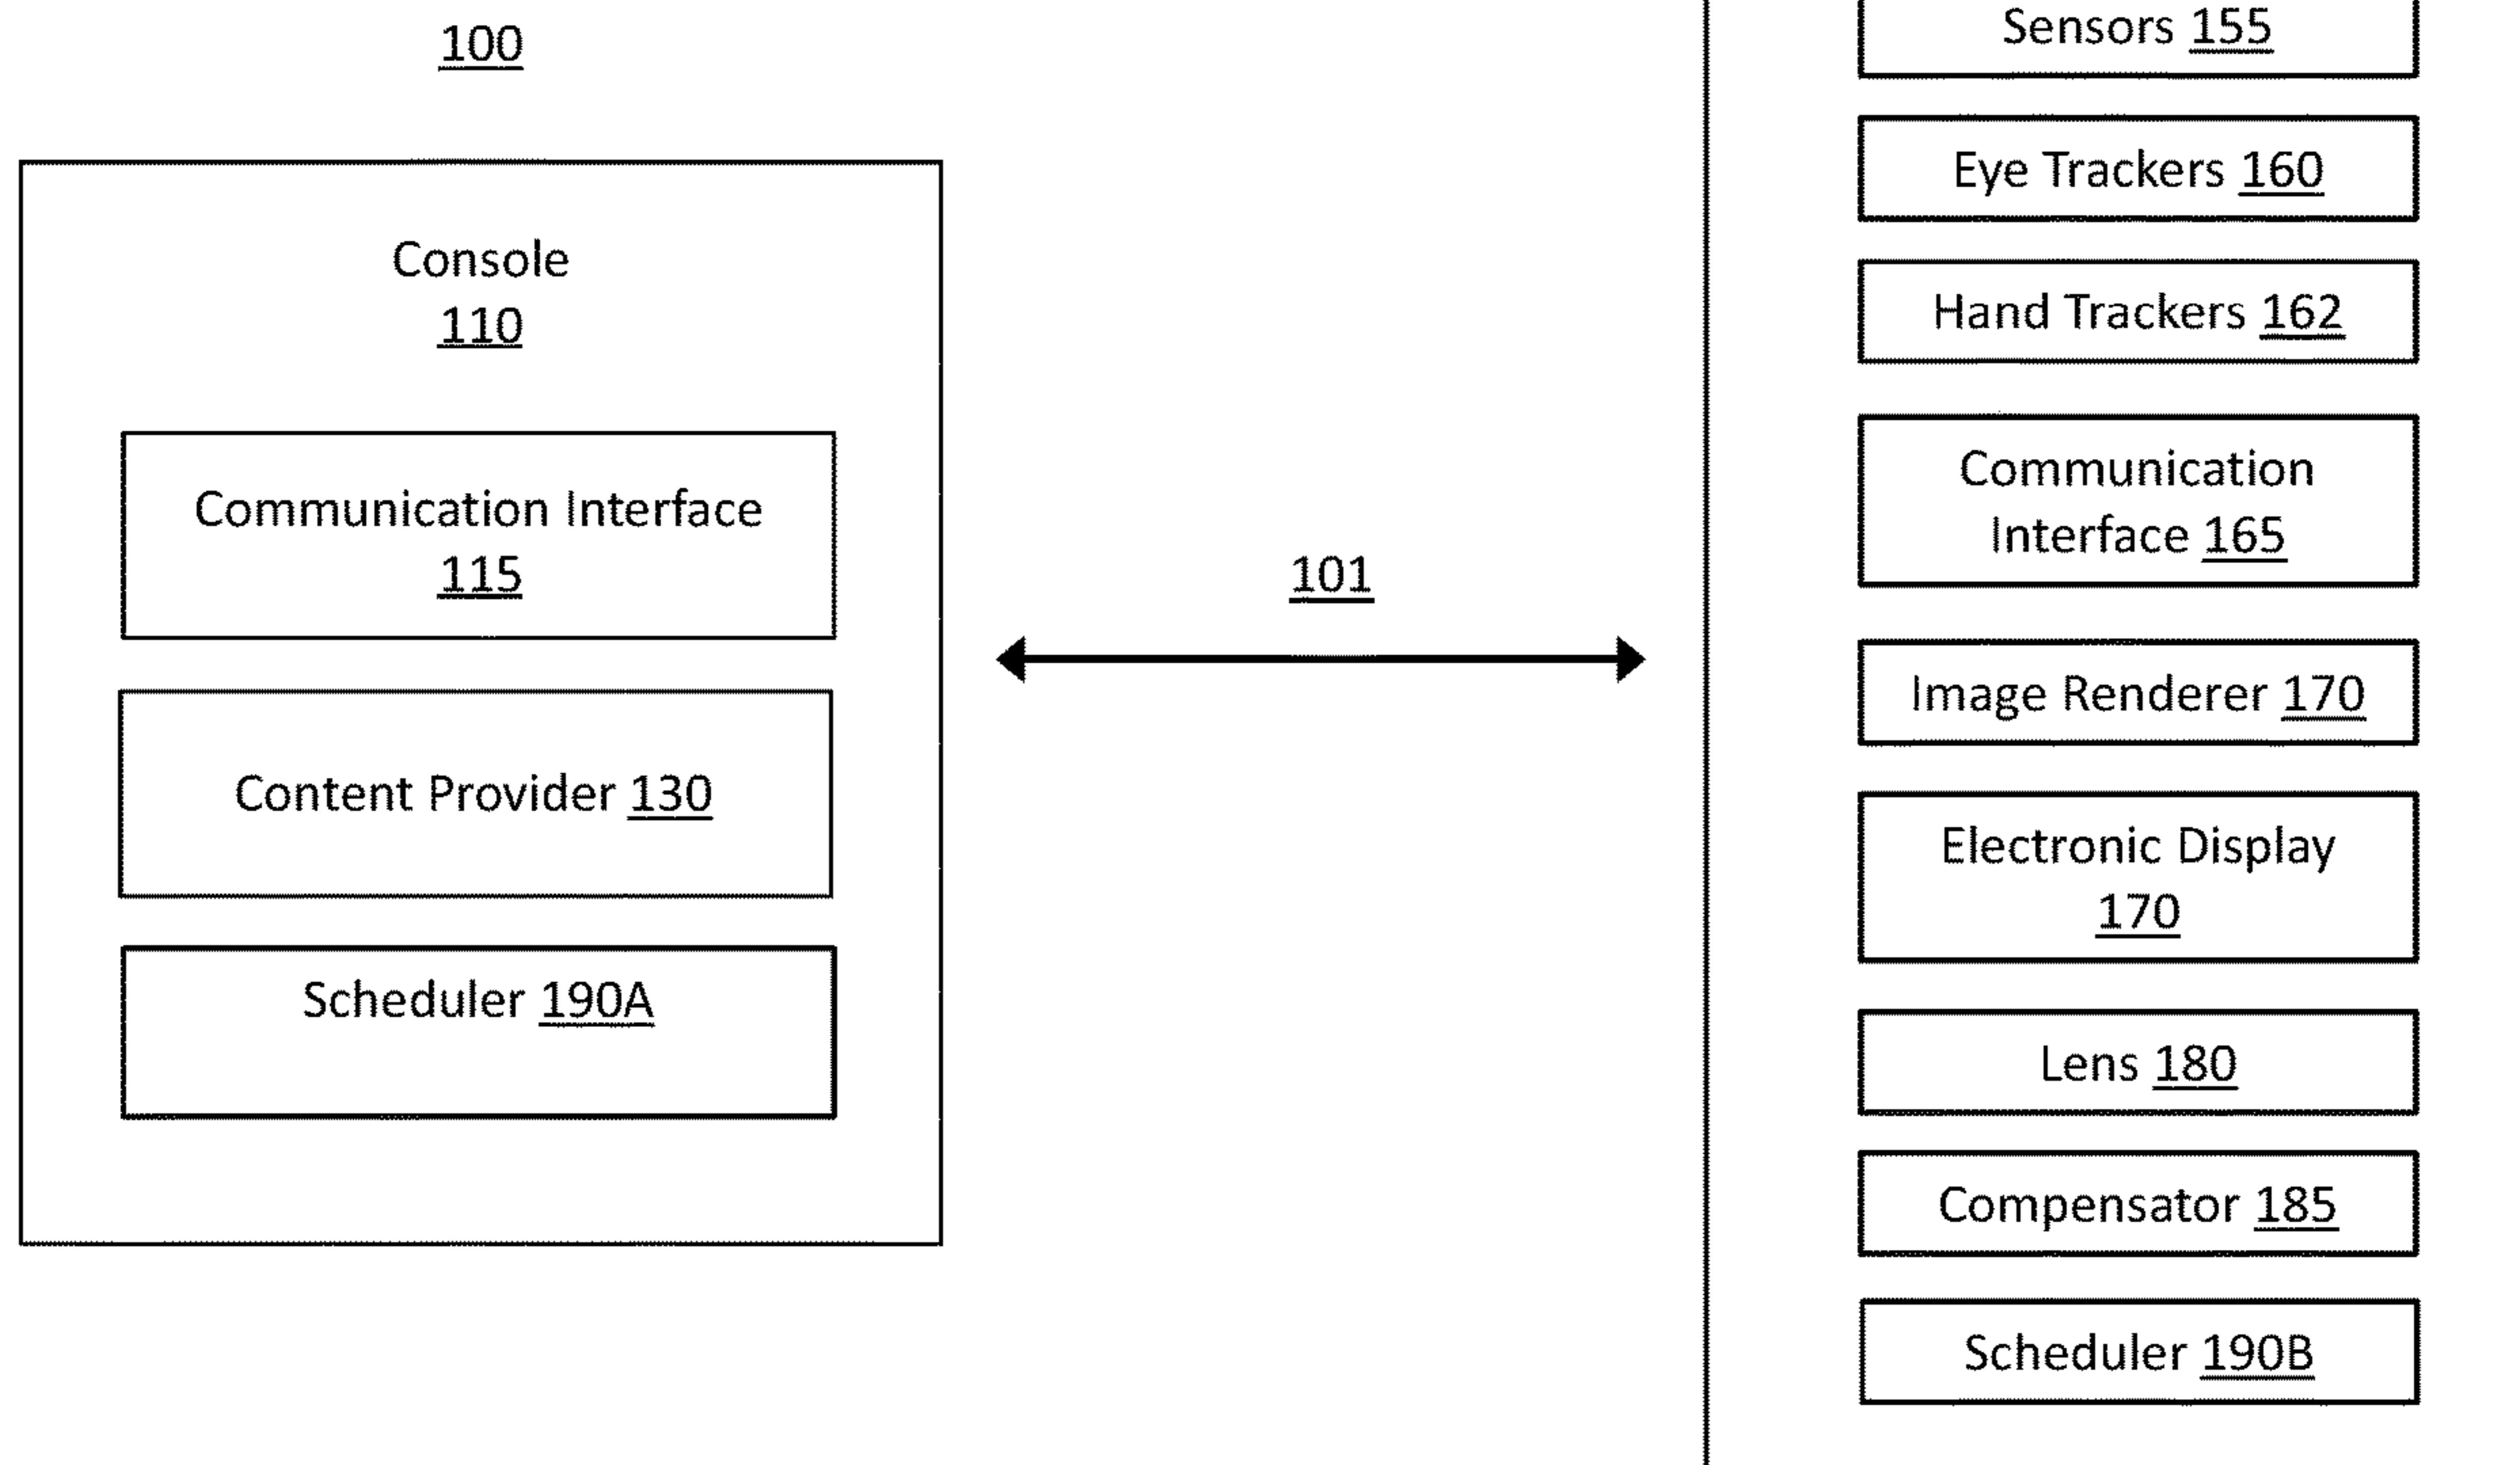 100
Console
110
Communication Interface
115
Content Provider 130
Scheduler 190A
101
Sensors 155
Eye Trackers 160
Hand Trackers 162
Communication
Interface 165
Image Renderer 170
Electronic Display
170
Lens 180
Compensator 185
Scheduler 190B